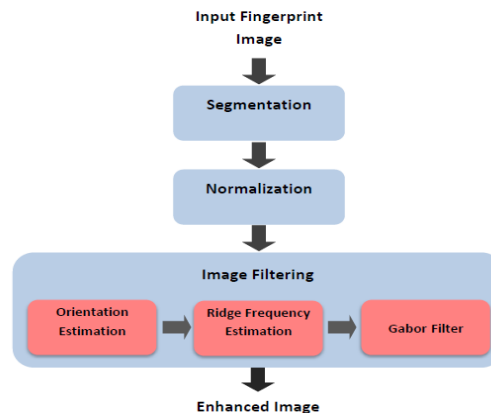 Input Fingerprint
Image
Segmentation
Normalization
Image Filtering
Orientation
Estimation
Ridge Frequency
Estimation
Gabor Filter
Enhanced Image